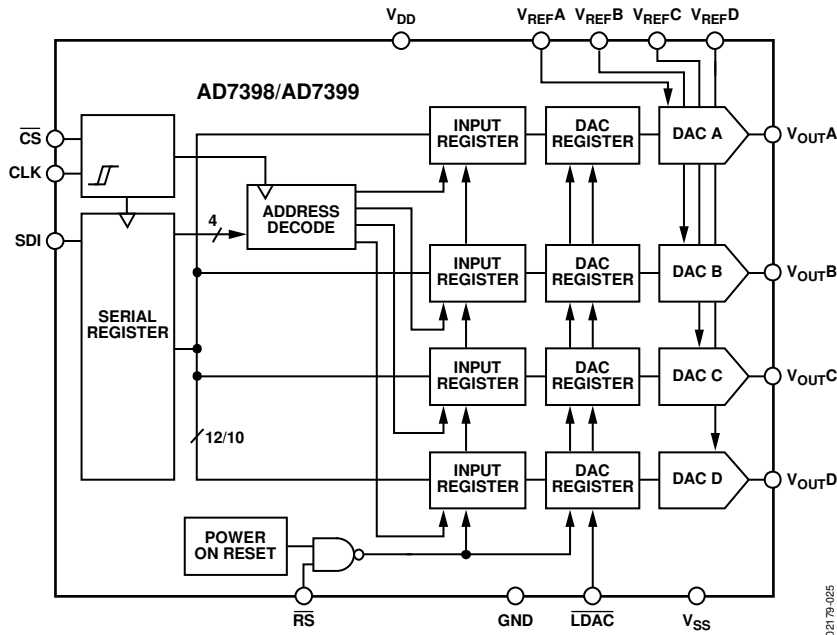 VDD
VREFA VREFB VREFC VREFD
AD7398/AD7399
CS
CLK
SDI
4
ADDRESS
DECODE
SERIAL
REGISTER
12/10
INPUT
REGISTER
DAC
REGISTER
DAC A
VOUTA
INPUT
REGISTER
DAC
REGISTER
DAC B
VOUTB
INPUT
REGISTER
DAC
REGISTER
DAC C
VOUTC
INPUT
REGISTER
DAC
REGISTER
DAC D
VOUTD
POWER
ON RESET
RS
GND
LDAC
VSS
02179-025